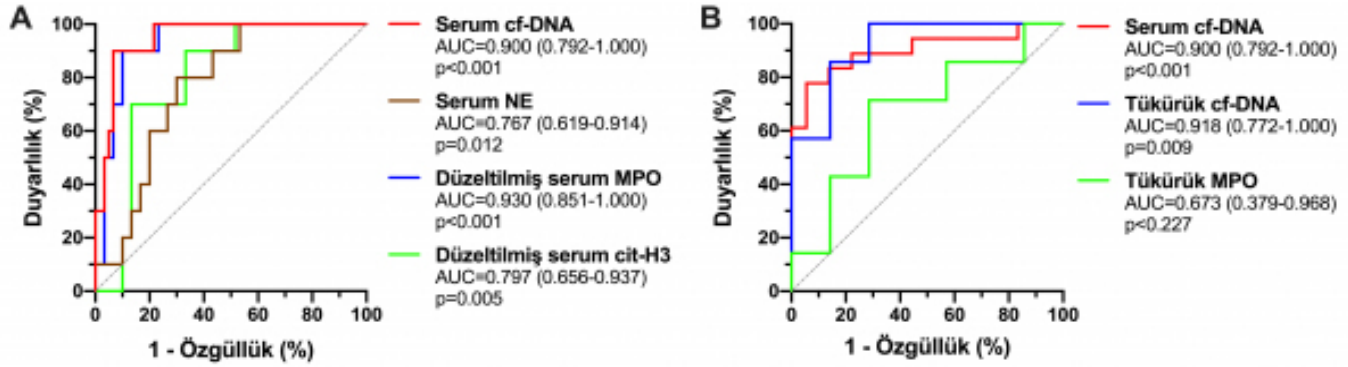 A
Duyarlılık (%)
100
80
60
40
20
0
0 20 40 60 80 100
1 - Özgüllük (%)
Serum cf-DNA
AUC=0.900 (0.792-1.000)
p<0.001
Serum NE
AUC=0.767 (0.619-0.914)
p=0.012
Düzeltilmiş serum MPO
AUC=0.930 (0.851-1.000)
p<0.001
Düzeltilmiş serum cit-H3
AUC=0.797 (0.656-0.937)
p=0.005
B
Duyarlılık (%)
100
80
60
40
20
0
0 20 40 60 80 100
1 - Özgüllük (%)
Serum cf-DNA
AUC=0.900 (0.792-1.000)
p<0.001
Tükürük cf-DNA
AUC=0.918 (0.772-1.000)
p=0.009
Tükürük MPO
AUC=0.673 (0.379-0.968)
p<0.227